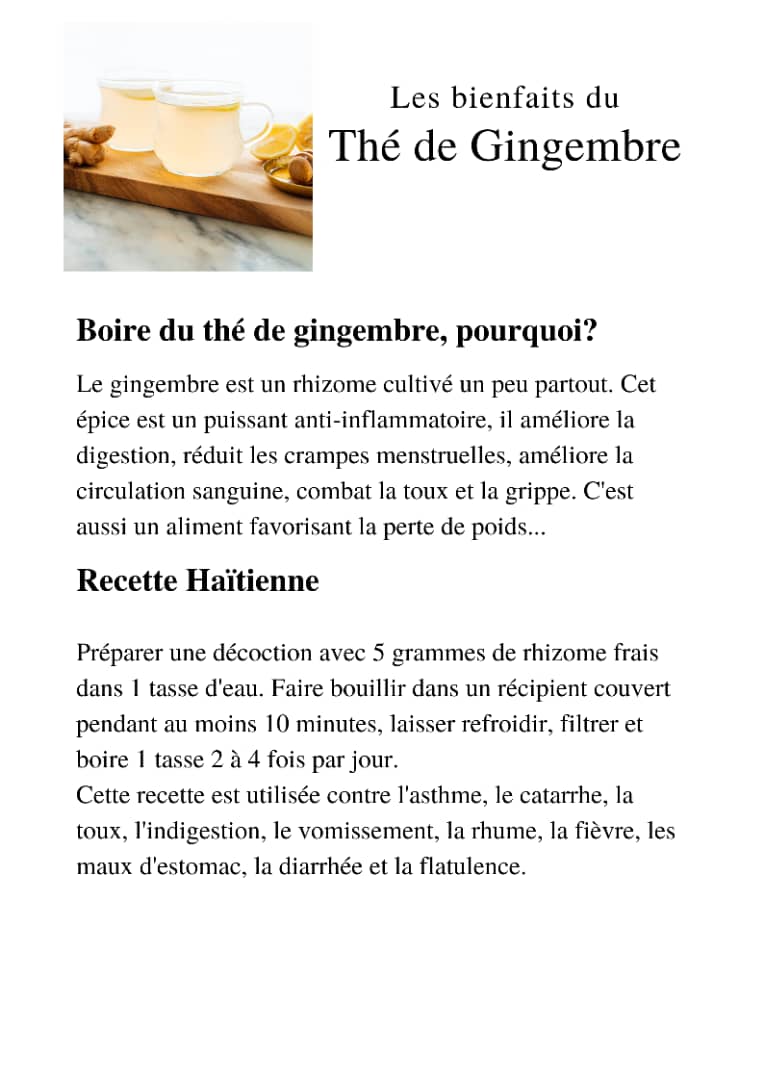 Les bienfaits du
Thé de Gingembre
Boire du thé de gingembre, pourquoi?
Le gingembre est un rhizome cultivé un peu partout. Cet
épice est un puissant anti-inflammatoire, il améliore la
digestion, réduit les crampes menstruelles, améliore la
circulation sanguine, combat la toux et la grippe. C'est
aussi un aliment favorisant la perte de poids...
Recette Haïtienne
Préparer une décoction avec 5 grammes de rhizome frais
dans 1 tasse d'eau. Faire bouillir dans un récipient couvert
pendant au moins 10 minutes, laisser refroidir, filtrer et
boire 1 tasse 2 à 4 fois par jour.
Cette recette est utilisée contre l'asthme, le catarrhe, la
toux, l'indigestion, le vomissement, la rhume, la fièvre, les
maux d'estomac, la diarrhée et la flatulence.